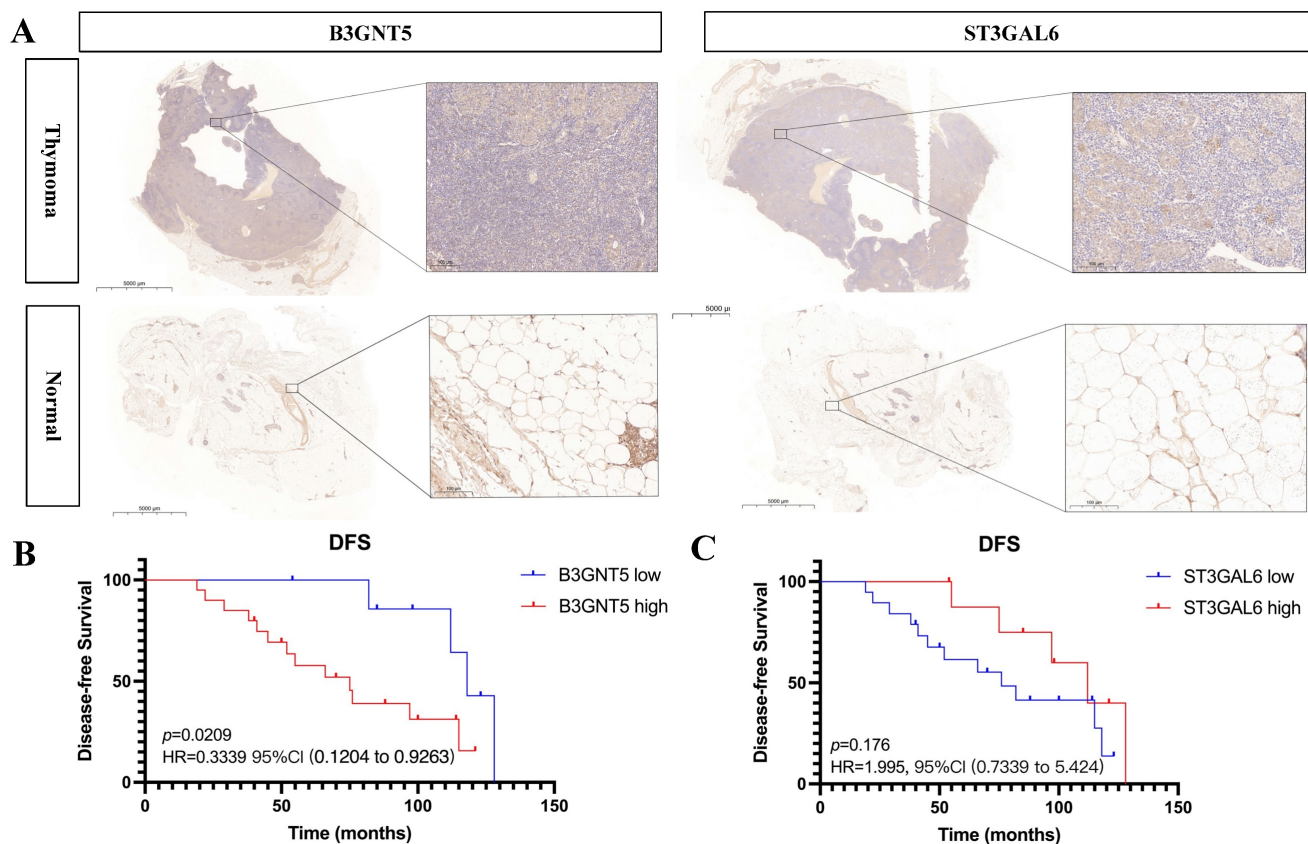 A
B3GNT5
ST3GAL6
Thymoma
100 µm
100 µm
5000 µm
5000 µm
Normal
100 µm
100 µm
5000 µm
5000 µm
B
DFS
B3GNT5 low
B3GNT5 high
Disease-free Survival
100
50
0
p=0.0209
HR=0.3339 95%CI (0.1204 to 0.9263)
0
50
100
150
Time (months)
C
DFS
ST3GAL6 low
ST3GAL6 high
Disease-free Survival
100
50
0
p=0.176
HR=1.995, 95%CI (0.7339 to 5.424)
0
50
100
150
Time (months)